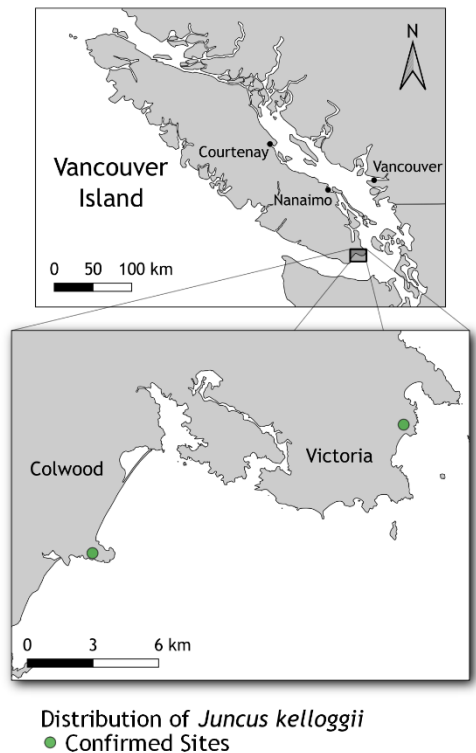 N
Courtenay
Vancouver
Vancouver
Island
Nanaimo
0 50 100 km
Victoria
Colwood
0 3 6 km
Distribution of Juncus kelloggii
Confirmed Sites